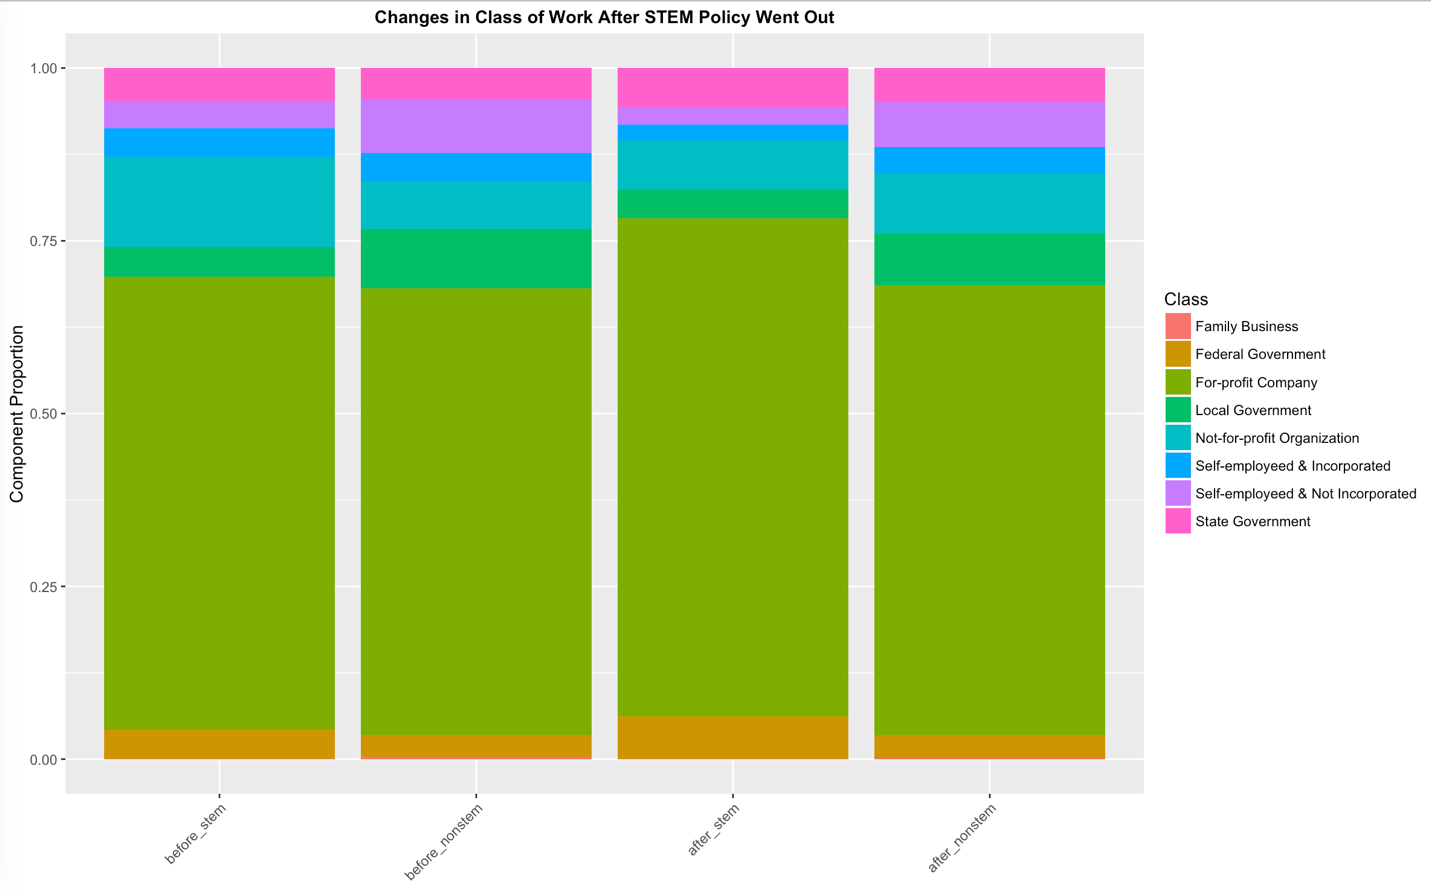 Changes in Class of Work After STEM Policy Went Out
Component Proportion
1.00
0.75
0.50
0.25
0.00
before_stem
before_nonstem
after_stem
after_nonstem
Class
Family Business
Federal Government
For-profit Company
Local Government
Not-for-profit Organization
Self-employeed & Incorporated
Self-employeed & Not Incorporated
State Government